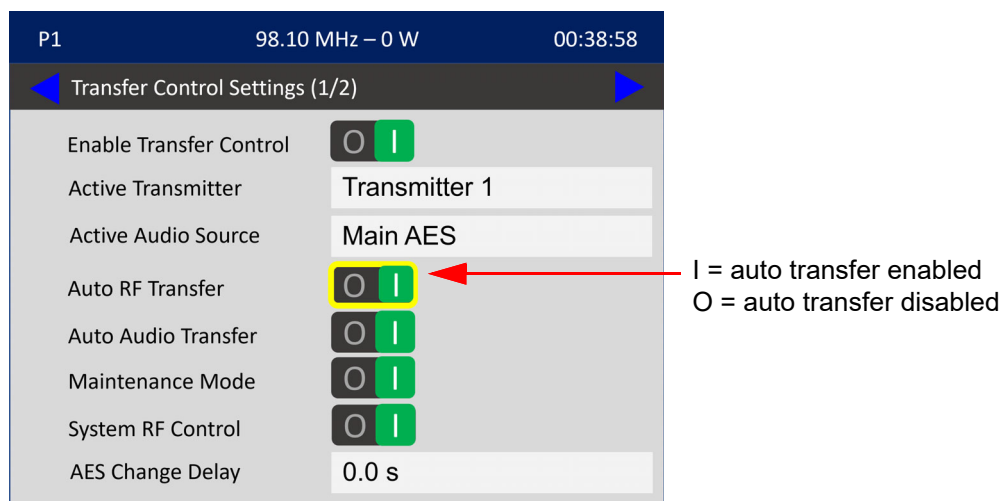 P1 98.10 MHz – 0 W 00:38:58
Transfer Control Settings (1/2)
Enable Transfer Control O I
Active Transmitter Transmitter 1
Active Audio Source Main AES
Auto RF Transfer O I
I = auto transfer enabled
O = auto transfer disabled
Auto Audio Transfer O I
Maintenance Mode O I
System RF Control O I
AES Change Delay 0.0 s